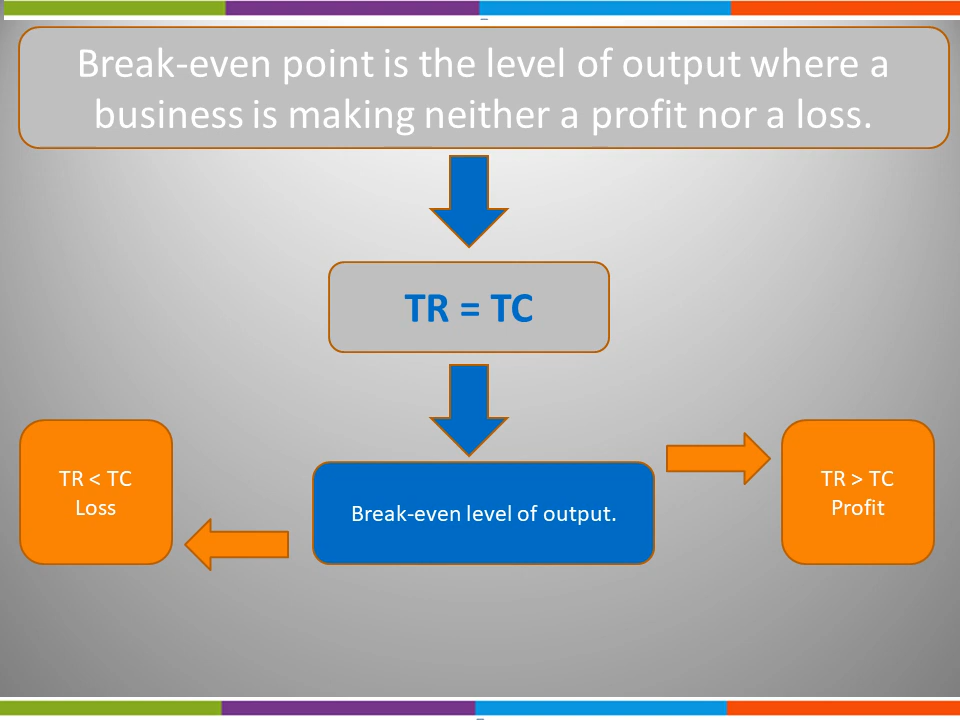 Break-even point is the level of output where a
business is making neither a profit nor a loss.
TR = TC
TR < TC
Loss
Break-even level of output.
TR > TC
Profit